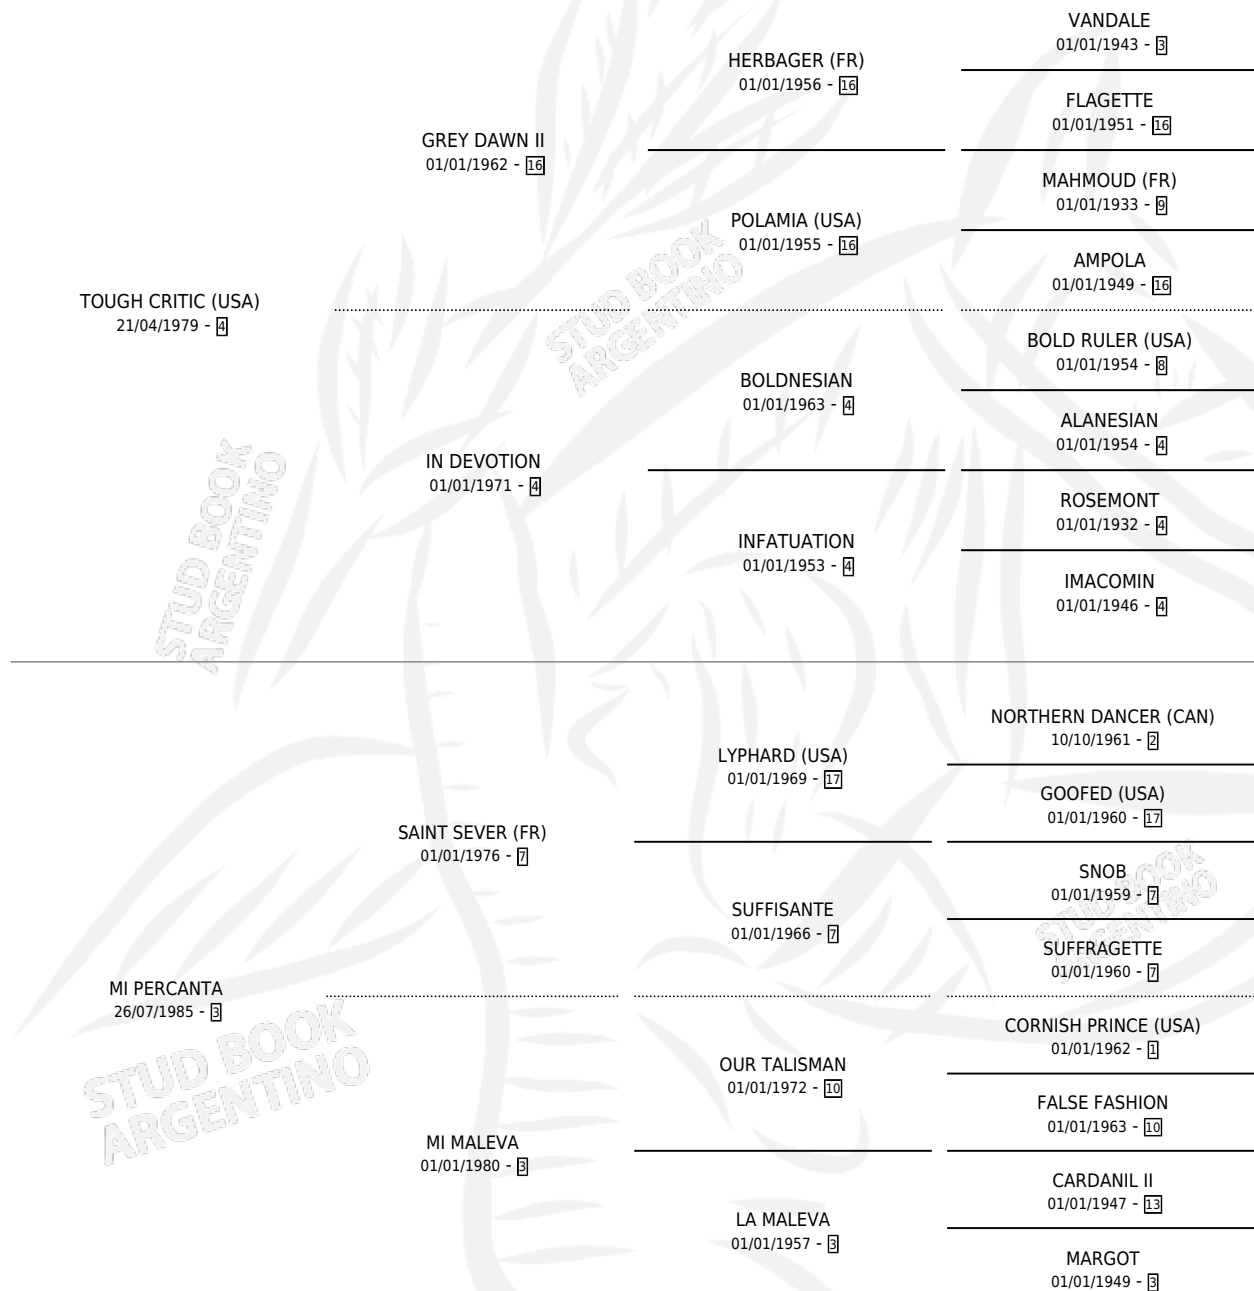 VANDALE
01/01/1943 - 3
HERBAGER (FR)
01/01/1956 - 16
FLAGETTE
01/01/1951 - 16
GREY DAWN II
01/01/1962 - 16
MAHMOUD (FR)
01/01/1933 - 9
POLAMIA (USA)
01/01/1955 - 16
AMPOLA
01/01/1949 - 16
TOUGH CRITIC (USA)
21/04/1979 - 4
STUD BOOK
ARGENTINO
BOLD RULER (USA)
01/01/1954 - 8
BOLDNESIAN
01/01/1963 - 4
ALANESIAN
01/01/1954 - 4
IN DEVOTION
01/01/1971 - 4
STUD BOOK
ARGENTINO
ROSEMONT
01/01/1932 - 4
INFATUATION
01/01/1953 - 4
IMACOMIN
01/01/1946 - 4
NORTHERN DANCER (CAN)
10/10/1961 - 2
LYPHARD (USA)
01/01/1969 - 17
GOOFED (USA)
01/01/1960 - 17
SAINT SEVER (FR)
01/01/1976 - 7
SNOB
01/01/1959 - 7
STUD BOOK
ARGENTINO
SUFFISANTE
01/01/1966 - 7
SUFFRAGETTE
01/01/1960 - 7
MI PERCANTA
26/07/1985 - 3
STUD BOOK
ARGENTINO
CORNISH PRINCE (USA)
01/01/1962 - 1
OUR TALISMAN
01/01/1972 - 10
FALSE FASHION
01/01/1963 - 10
MI MALEVA
01/01/1980 - 3
CARDANIL II
01/01/1947 - 13
LA MALEVA
01/01/1957 - 3
MARGOT
01/01/1949 - 3